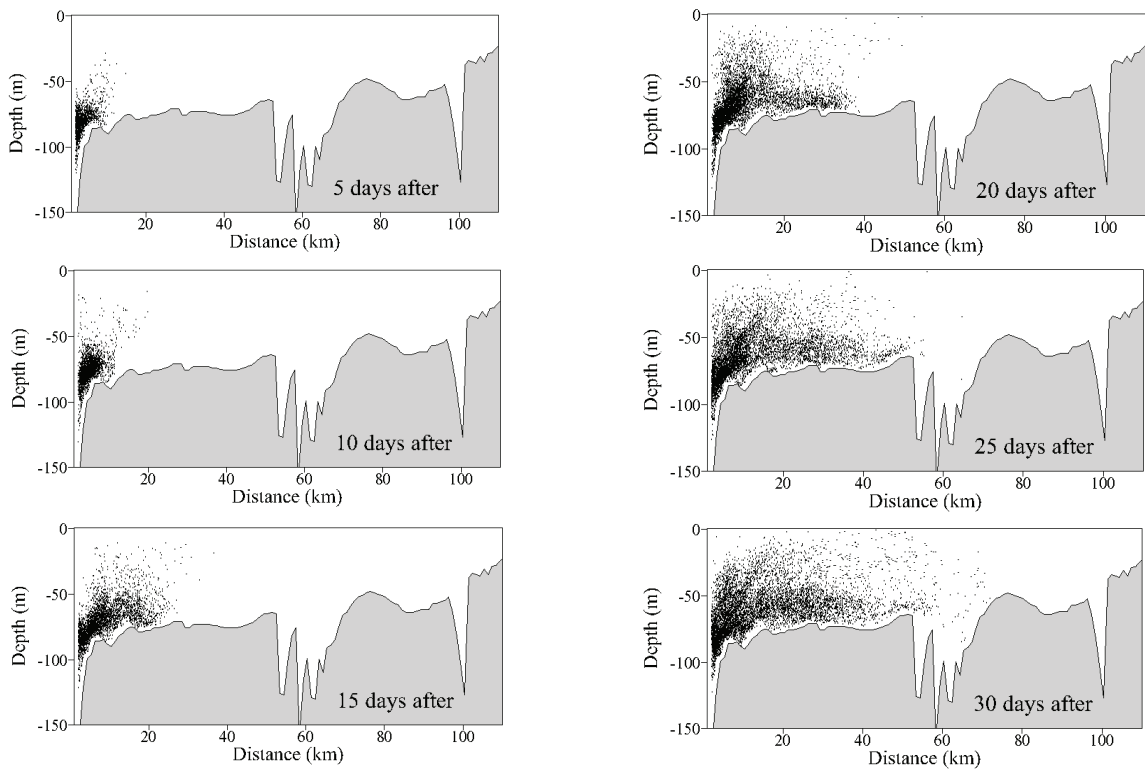 0
-50
-100
-150
Depth (m)
5 days after
20 40 60 80 100
Distance (km)
0
-50
-100
-150
Depth (m)
10 days after
20 40 60 80 100
Distance (km)
0
-50
-100
-150
Depth (m)
15 days after
20 40 60 80 100
Distance (km)
0
-50
-100
-150
Depth (m)
20 days after
20 40 60 80 100
Distance (km)
0
-50
-100
-150
Depth (m)
25 days after
20 40 60 80 100
Distance (km)
0
-50
-100
-150
Depth (m)
30 days after
20 40 60 80 100
Distance (km)